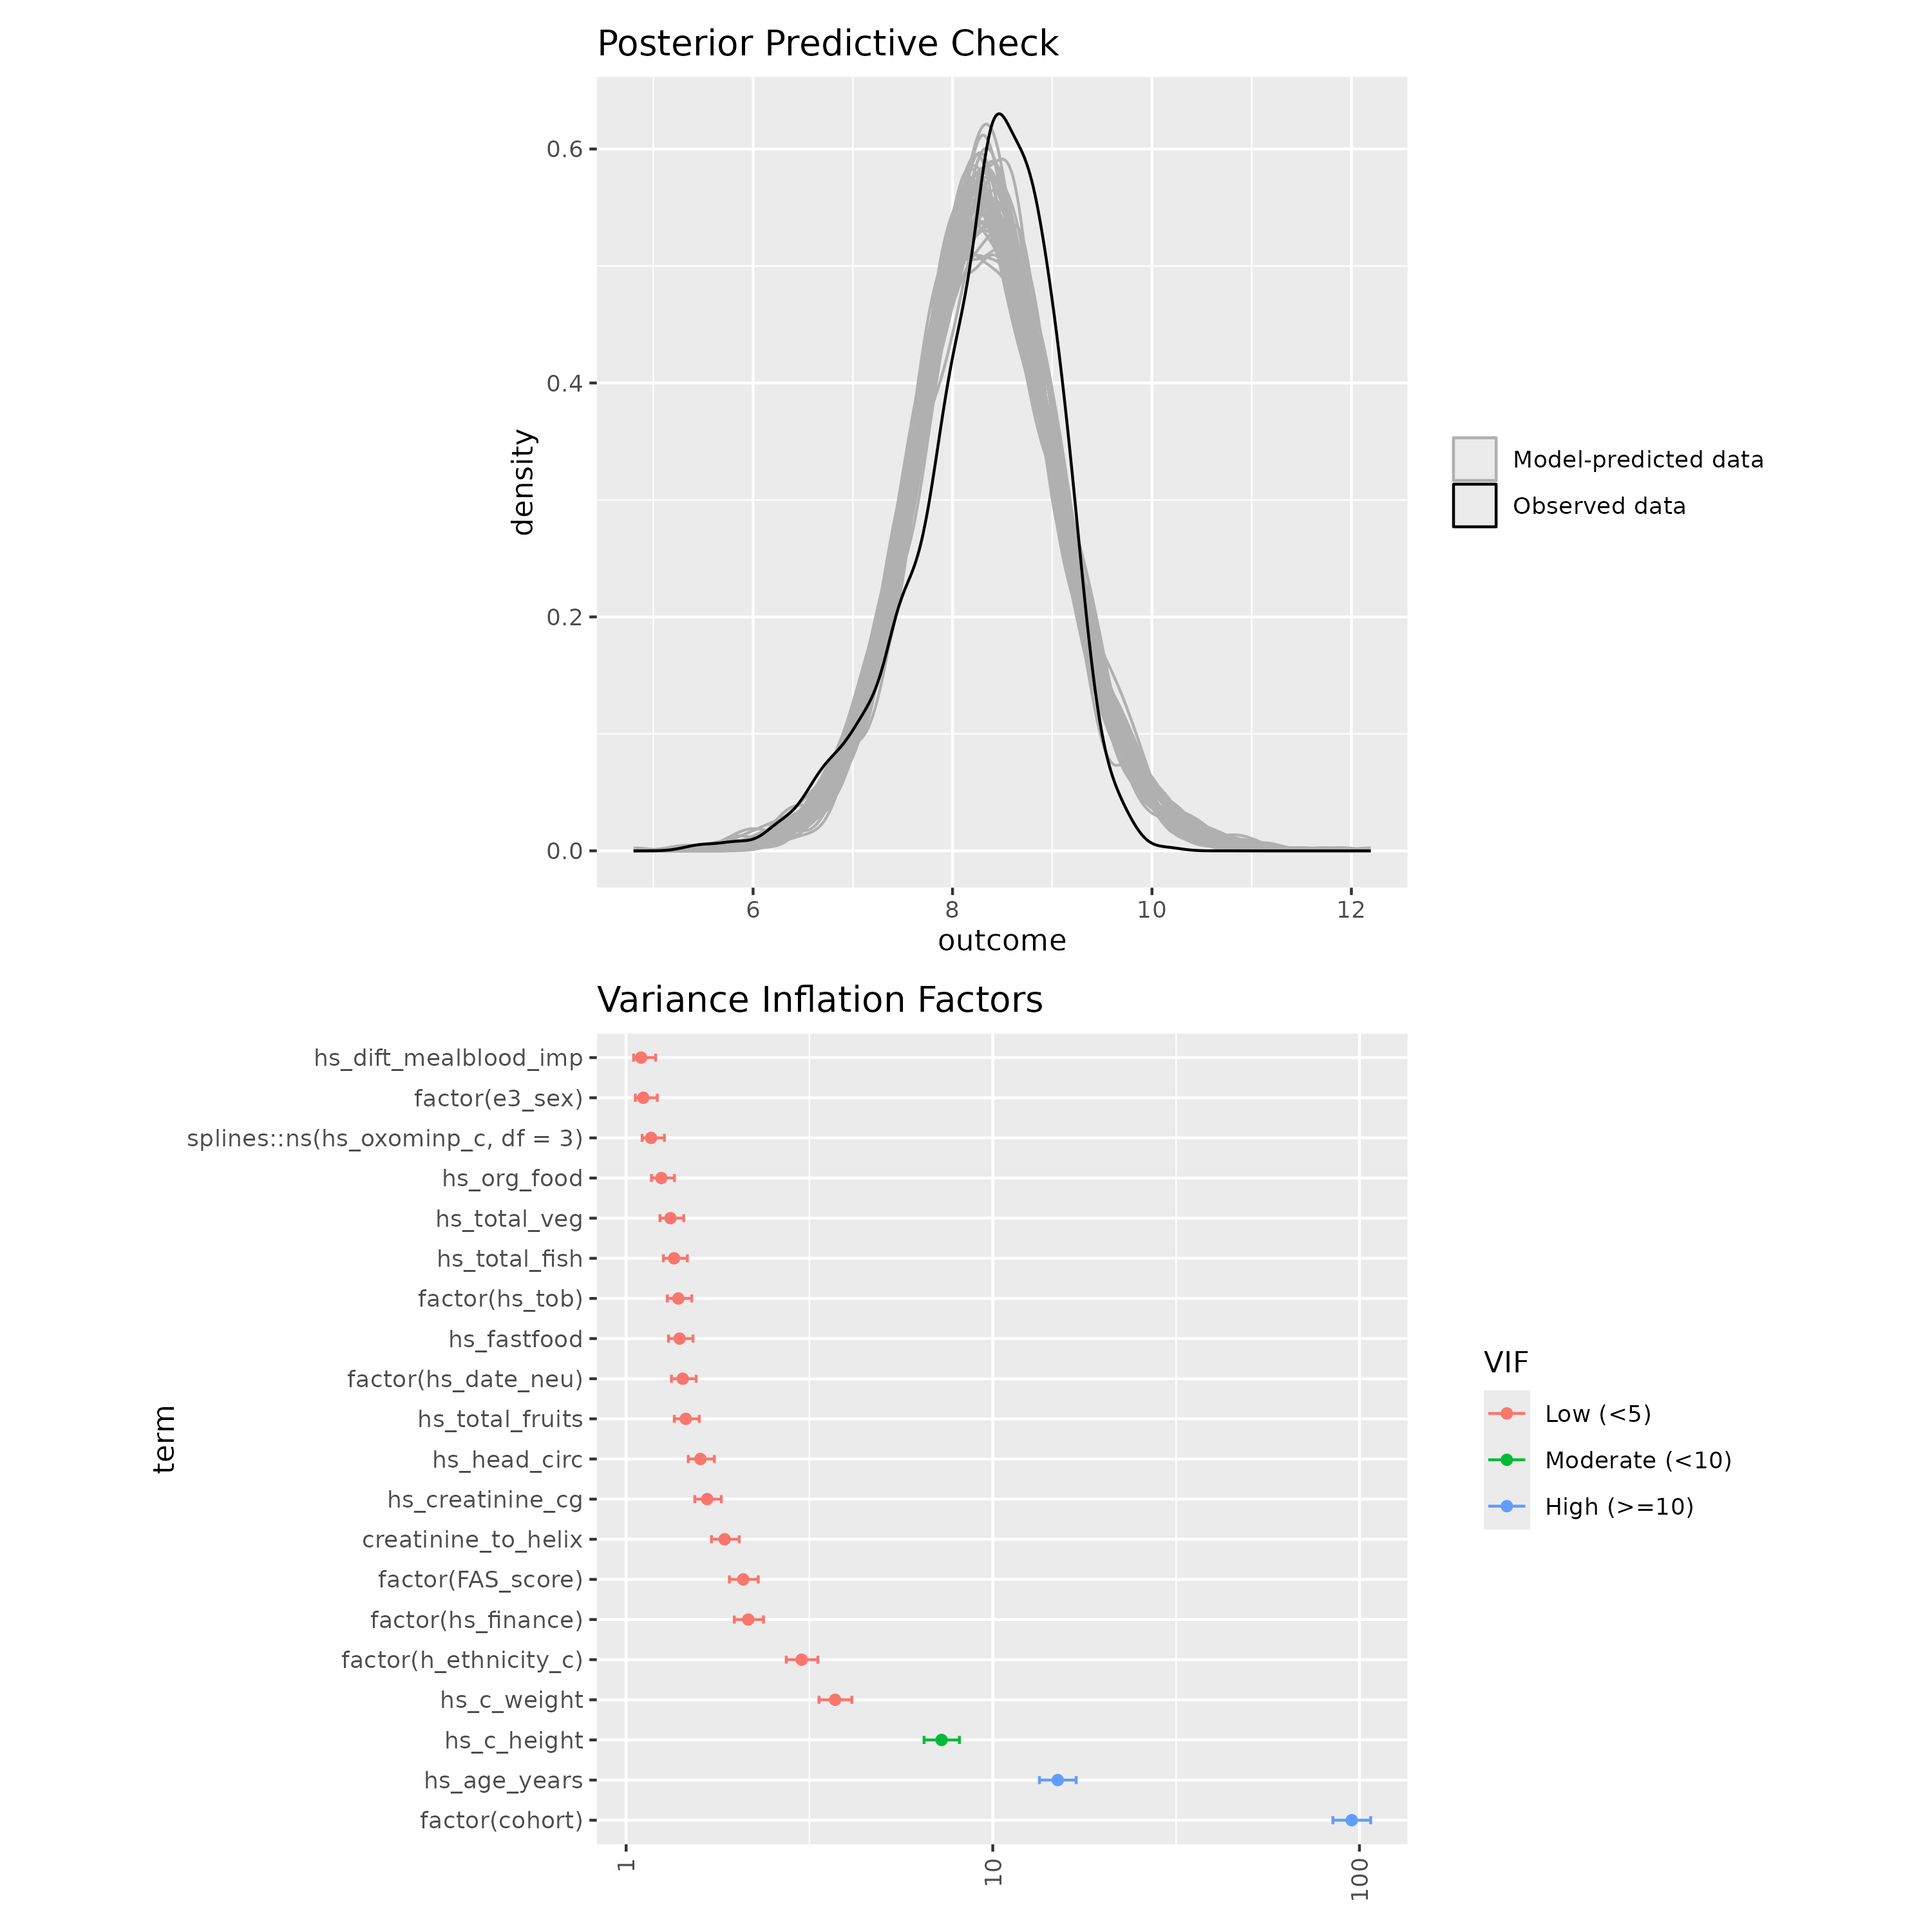 Posterior Predictive Check
0.6
0.4
0.2
0.0
density
6 8 10 12
outcome
Model-predicted data
Observed data
Variance Inflation Factors
hs_dift_mealblood_imp
factor(e3_sex)
splines::ns(hs_oxominp_c, df = 3)
hs_org_food
hs_total_veg
hs_total_fish
factor(hs_tob)
hs_fastfood
factor(hs_date_neu)
hs_total_fruits
hs_head_circ
hs_creatinine_cg
creatinine_to_helix
factor(FAS_score)
factor(hs_finance)
factor(h_ethnicity_c)
hs_c_weight
hs_c_height
hs_age_years
factor(cohort)
term
1 10 100
VIF
Low (<5)
Moderate (<10)
High (>=10)